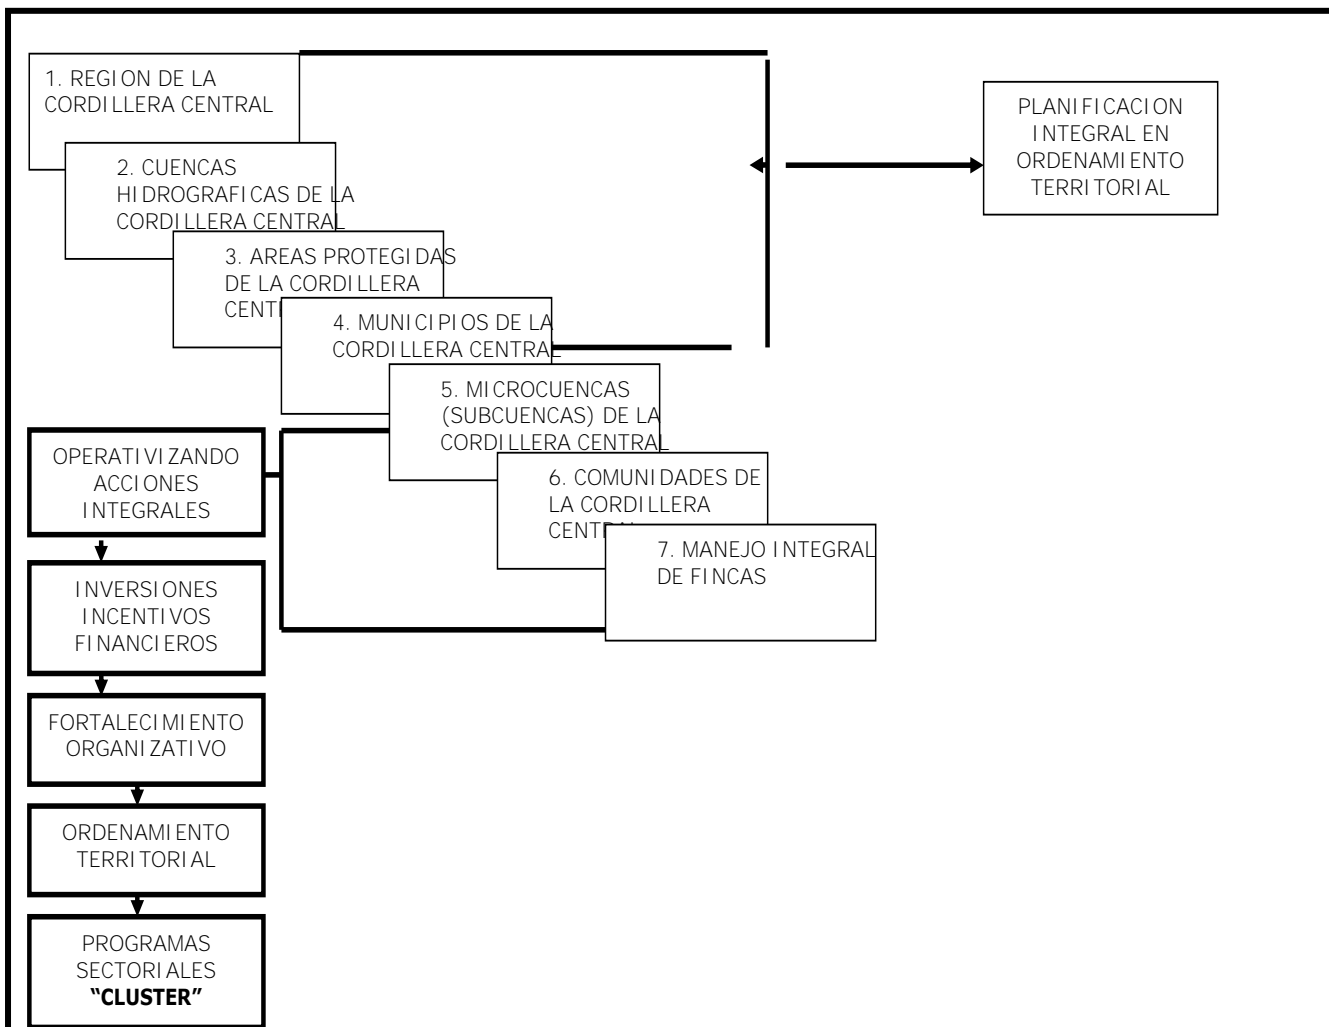 1. REGION DE LA
CORDILLERA CENTRAL
2. CUENCAS
HIDROGRAFICAS DE LA
CORDILLERA CENTRAL
3. AREAS PROTEGIDAS
DE LA CORDILLERA
4. MUNICIPIOS DE LA
CORDILLERA CENTRAL
5. MICROCUENCAS
(SUBCUENCAS) DE LA
CORDILLERA CENTRAL
6. COMUNIDADES DE
LA CORDILLERA
7. MANEJO INTEGRAL
DE FINCAS
PLANIFICACION
INTEGRAL EN
ORDENAMIENTO
TERRITORIAL
OPERATIVIZANDO
ACCIONES
INTEGRALES
INVERSIONES
INCENTIVOS
FINANCIEROS
FORTALECIMIENTO
ORGANIZATIVO
ORDENAMIENTO
TERRITORIAL
PROGRAMAS
SECTORIALES
“CLUSTER”